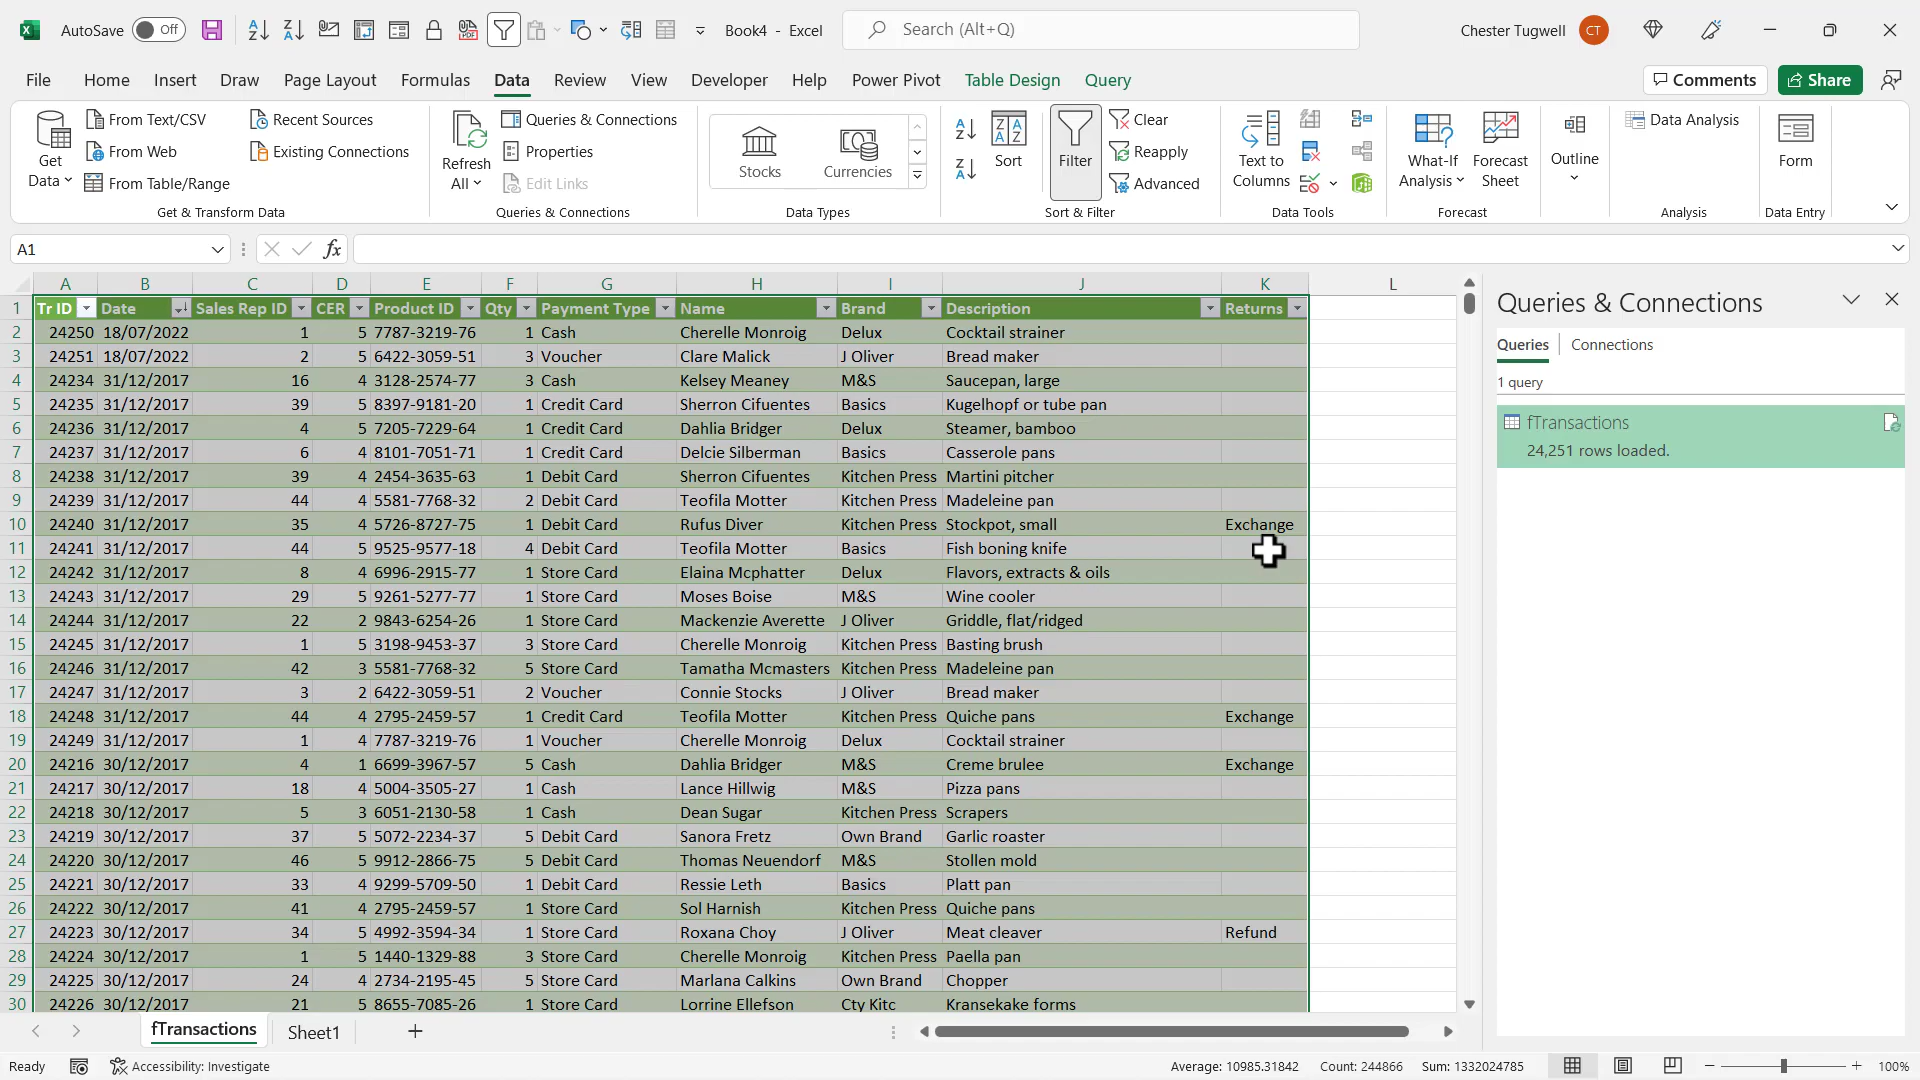 AutoSave Off Book4 - Excel Search (Alt+Q) Chester Tugwell CT
File Home Insert Draw Page Layout Formulas Data Review View Developer Help Power Pivot Table Design Query Comments Share
Get Data
From Text/CSV
From Web
From Table/Range
Recent Sources
Existing Connections
Get & Transform Data
Refresh All
Queries & Connections
Properties
Edit Links
Queries & Connections
Stocks
Currencies
Data Types
Sort
Filter
Clear
Reapply
Advanced
Sort & Filter
Text to Columns
Data Tools
What-If Analysis
Forecast Sheet
Forecast
Outline
Data Analysis
Analysis
Form
Data Entry
A1 fx
A B C D E F G H I J K L
1 Tr ID Date Sales Rep ID CER Product ID Qty Payment Type Name Brand Description Returns
2 24250 18/07/2022 1 5 7787-3219-76 1 Cash Cherelle Monroig Delux Cocktail strainer
3 24251 18/07/2022 2 5 6422-3059-51 3 Voucher Clare Malick J Oliver Bread maker
4 24234 31/12/2017 16 4 3128-2574-77 3 Cash Kelsey Meaney M&S Saucepan, large
5 24235 31/12/2017 39 5 8397-9181-20 1 Credit Card Sherron Cifuentes Basics Kugelhopf or tube pan
6 24236 31/12/2017 4 5 7205-7229-64 1 Credit Card Dahlia Bridger Delux Steamer, bamboo
7 24237 31/12/2017 6 4 8101-7051-71 1 Credit Card Delcie Silberman Basics Casserole pans
8 24238 31/12/2017 39 4 2454-3635-63 1 Debit Card Sherron Cifuentes Kitchen Press Martini pitcher
9 24239 31/12/2017 44 4 5581-7768-32 2 Debit Card Teofila Motter Kitchen Press Madeleine pan
10 24240 31/12/2017 35 4 5726-8727-75 1 Debit Card Rufus Diver Kitchen Press Stockpot, small Exchange
11 24241 31/12/2017 44 5 9525-9577-18 4 Debit Card Teofila Motter Basics Fish boning knife
12 24242 31/12/2017 8 4 6996-2915-77 1 Store Card Elaina Mcphatter Delux Flavors, extracts & oils
13 24243 31/12/2017 29 5 9261-5277-77 1 Store Card Moses Boise M&S Wine cooler
14 24244 31/12/2017 22 2 9843-6254-26 1 Store Card Mackenzie Averette J Oliver Griddle, flat/ridged
15 24245 31/12/2017 1 5 3198-9453-37 3 Store Card Cherelle Monroig Kitchen Press Basting brush
16 24246 31/12/2017 42 3 5581-7768-32 5 Store Card Tamatha Mcmasters Kitchen Press Madeleine pan
17 24247 31/12/2017 3 2 6422-3059-51 2 Voucher Connie Stocks J Oliver Bread maker
18 24248 31/12/2017 44 4 2795-2459-57 1 Credit Card Teofila Motter Kitchen Press Quiche pans Exchange
19 24249 31/12/2017 1 4 7787-3219-76 1 Voucher Cherelle Monroig Delux Cocktail strainer
20 24216 30/12/2017 4 1 6699-3967-57 5 Cash Dahlia Bridger M&S Creme brulee Exchange
21 24217 30/12/2017 18 4 5004-3505-27 1 Cash Lance Hillwig M&S Pizza pans
22 24218 30/12/2017 5 3 6051-2130-58 1 Cash Dean Sugar Kitchen Press Scrapers
23 24219 30/12/2017 37 5 5072-2234-37 5 Debit Card Sanora Fretz Own Brand Garlic roaster
24 24220 30/12/2017 46 5 9912-2866-75 5 Debit Card Thomas Neuendorf M&S Stollen mold
25 24221 30/12/2017 33 4 9299-5709-50 1 Debit Card Ressie Leth Basics Platt pan
26 24222 30/12/2017 41 4 2795-2459-57 1 Store Card Sol Harnish Kitchen Press Quiche pans
27 24223 30/12/2017 34 5 4992-3594-34 1 Store Card Roxana Choy J Oliver Meat cleaver Refund
28 24224 30/12/2017 1 5 1440-1329-88 3 Store Card Cherelle Monroig Kitchen Press Paella pan
29 24225 30/12/2017 24 4 2734-2195-45 5 Store Card Marlana Calkins Own Brand Chopper
30 24226 30/12/2017 21 5 8655-7085-26 1 Store Card Lorrine Ellefson Cty Kitc Kransekake forms
Queries & Connections
Queries Connections
1 query
fTransactions
24,251 rows loaded.
fTransactions Sheet1
Ready Accessibility: Investigate Average: 10985.31842 Count: 244866 Sum: 1332024785 100%